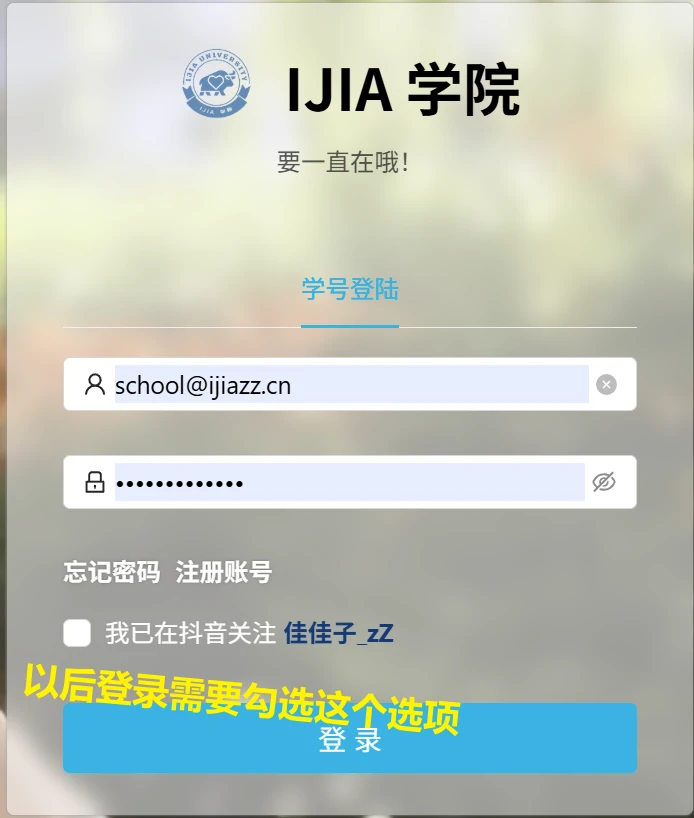 IJIA UNIVERSITY
IJIA 学院
IJIA 学院
要一直在哦！
学号登陆
school@ijiazz.cn
•••••••••••••
忘记密码 注册账号
我已在抖音关注 佳佳子_zZ
以后登录需要勾选这个选项
登 录